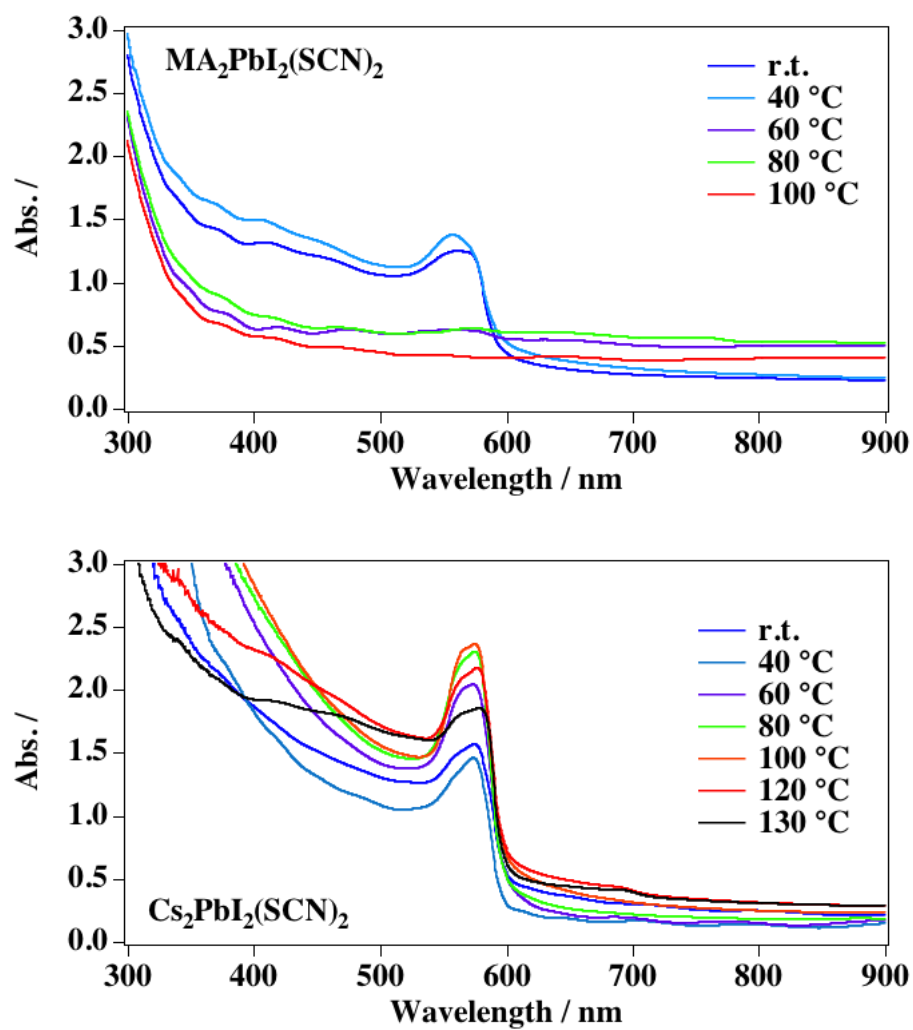 3.0
MA₂PbI₂(SCN)₂
r.t.
40 °C
60 °C
80 °C
100 °C
2.5
2.0
1.5
1.0
0.5
0.0
Abs. /
300 400 500 600 700 800 900
Wavelength / nm
3.0
r.t.
40 °C
60 °C
80 °C
100 °C
120 °C
130 °C
2.5
2.0
1.5
1.0
0.5
0.0
Abs. /
Cs₂PbI₂(SCN)₂
300 400 500 600 700 800 900
Wavelength / nm